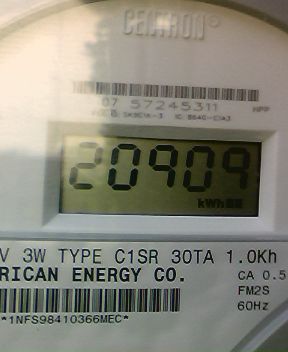 CENTRON®
07 57245311
20909
kWh
V 3W TYPE C1SR 30TA 1.0Kh
RICAN ENERGY CO.
CA 0.5
FM2S
60Hz
*1NFS98410366MEC*